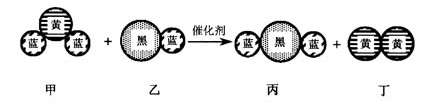 黄
蓝 蓝 + 黑 蓝 催化剂 蓝 黑 蓝 + 黄 黄
甲 乙 丙 丁